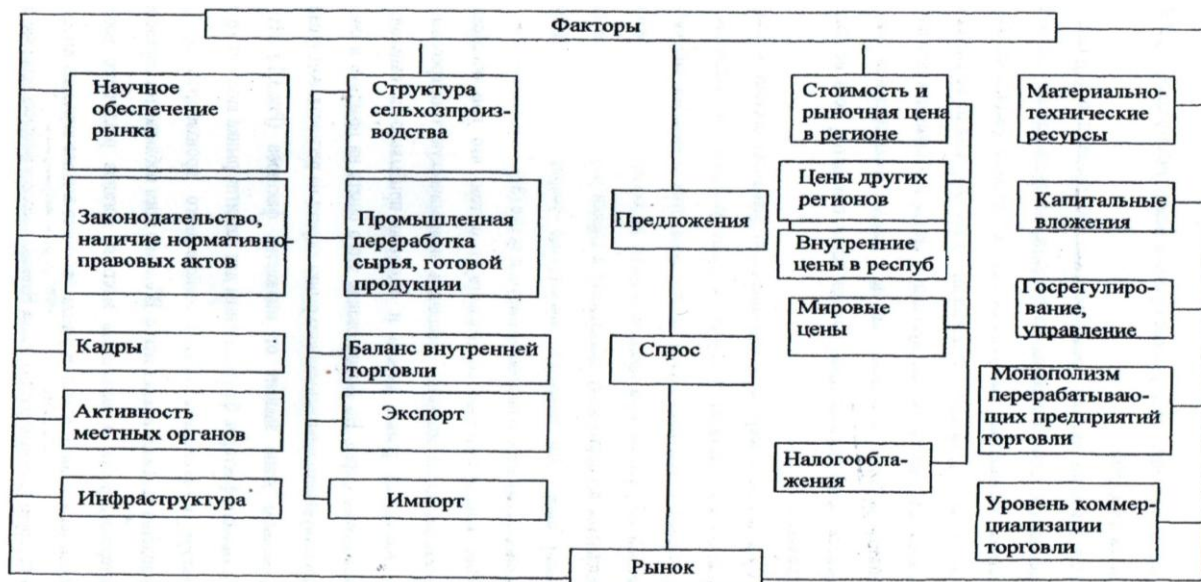 Факторы
Научное
обеспечение
рынка
Законодательство,
наличие нормативно-
правовых актов
Кадры
Активность
местных органов
Инфраструктура
Структура
сельхозпроиз-
водства
Промышленная
переработка
сырья, готовой
продукции
Баланс внутренней
торговли
Экспорт
Импорт
Предложения
Спрос
Стоимость и
рыночная цена
в регионе
Цены других
регионов
Внутренние
цены в респуб
Мировые
цены
Налогообла-
жения
Материально-
технические
ресурсы
Капитальные
вложения
Госрегулиро-
вание,
управление
Монополизм
перерабатываю-
щих предприятий
торговли
Уровень коммер-
циализации
торговли
Рынок